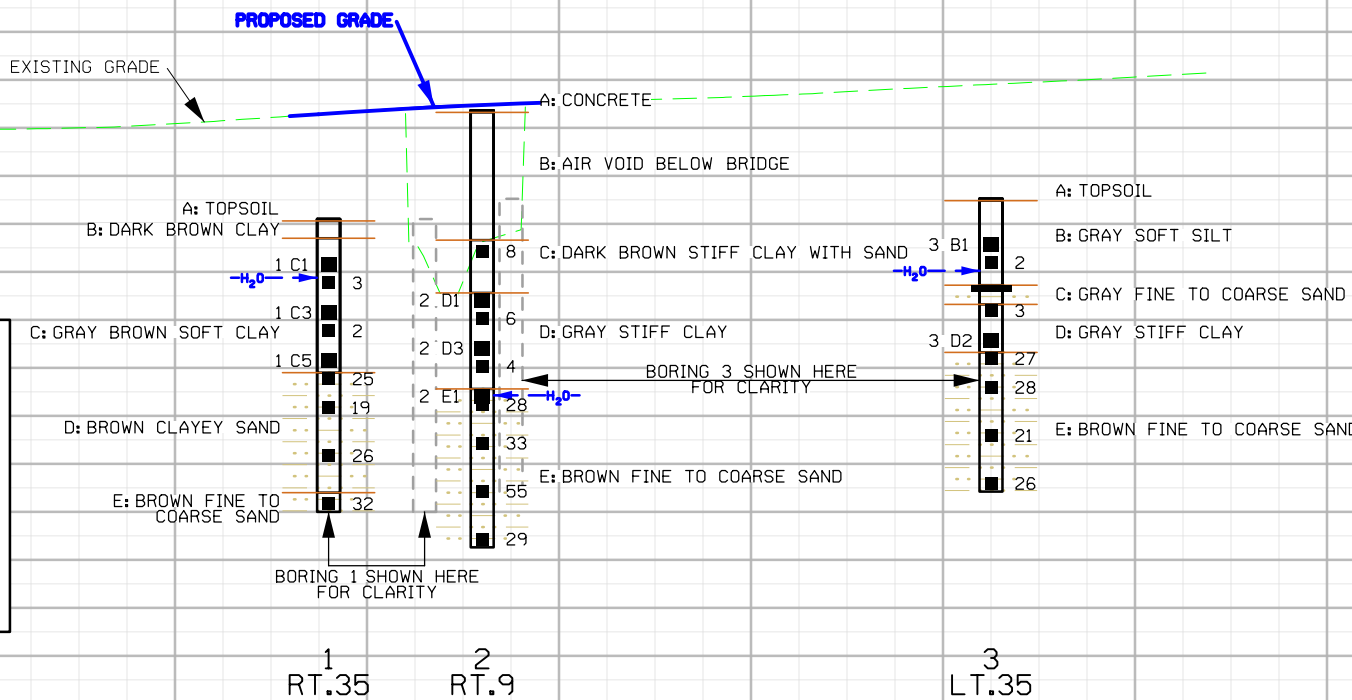 PROPOSED GRADE
EXISTING GRADE
A: CONCRETE
B: AIR VOID BELOW BRIDGE
A: TOPSOIL
B: DARK BROWN CLAY
A: TOPSOIL
B: GRAY SOFT SILT
3 B1
2
H2O
C: GRAY FINE TO COARSE SAND
3
D: GRAY STIFF CLAY
3 D2
27
28
21
E: BROWN FINE TO COARSE SAND
26
8
C: DARK BROWN STIFF CLAY WITH SAND
1 C1
H2O
3
1 C3
2
C: GRAY BROWN SOFT CLAY
1 C5
25
19
D: BROWN CLAYEY SAND
26
E: BROWN FINE TO
COARSE SAND
32
2 D1
6
D: GRAY STIFF CLAY
2 D3
4
2 E1
H2O
28
33
E: BROWN FINE TO COARSE SAND
55
29
BORING 3 SHOWN HERE
FOR CLARITY
BORING 1 SHOWN HERE
FOR CLARITY
1
RT.35
2
RT.9
3
LT.35